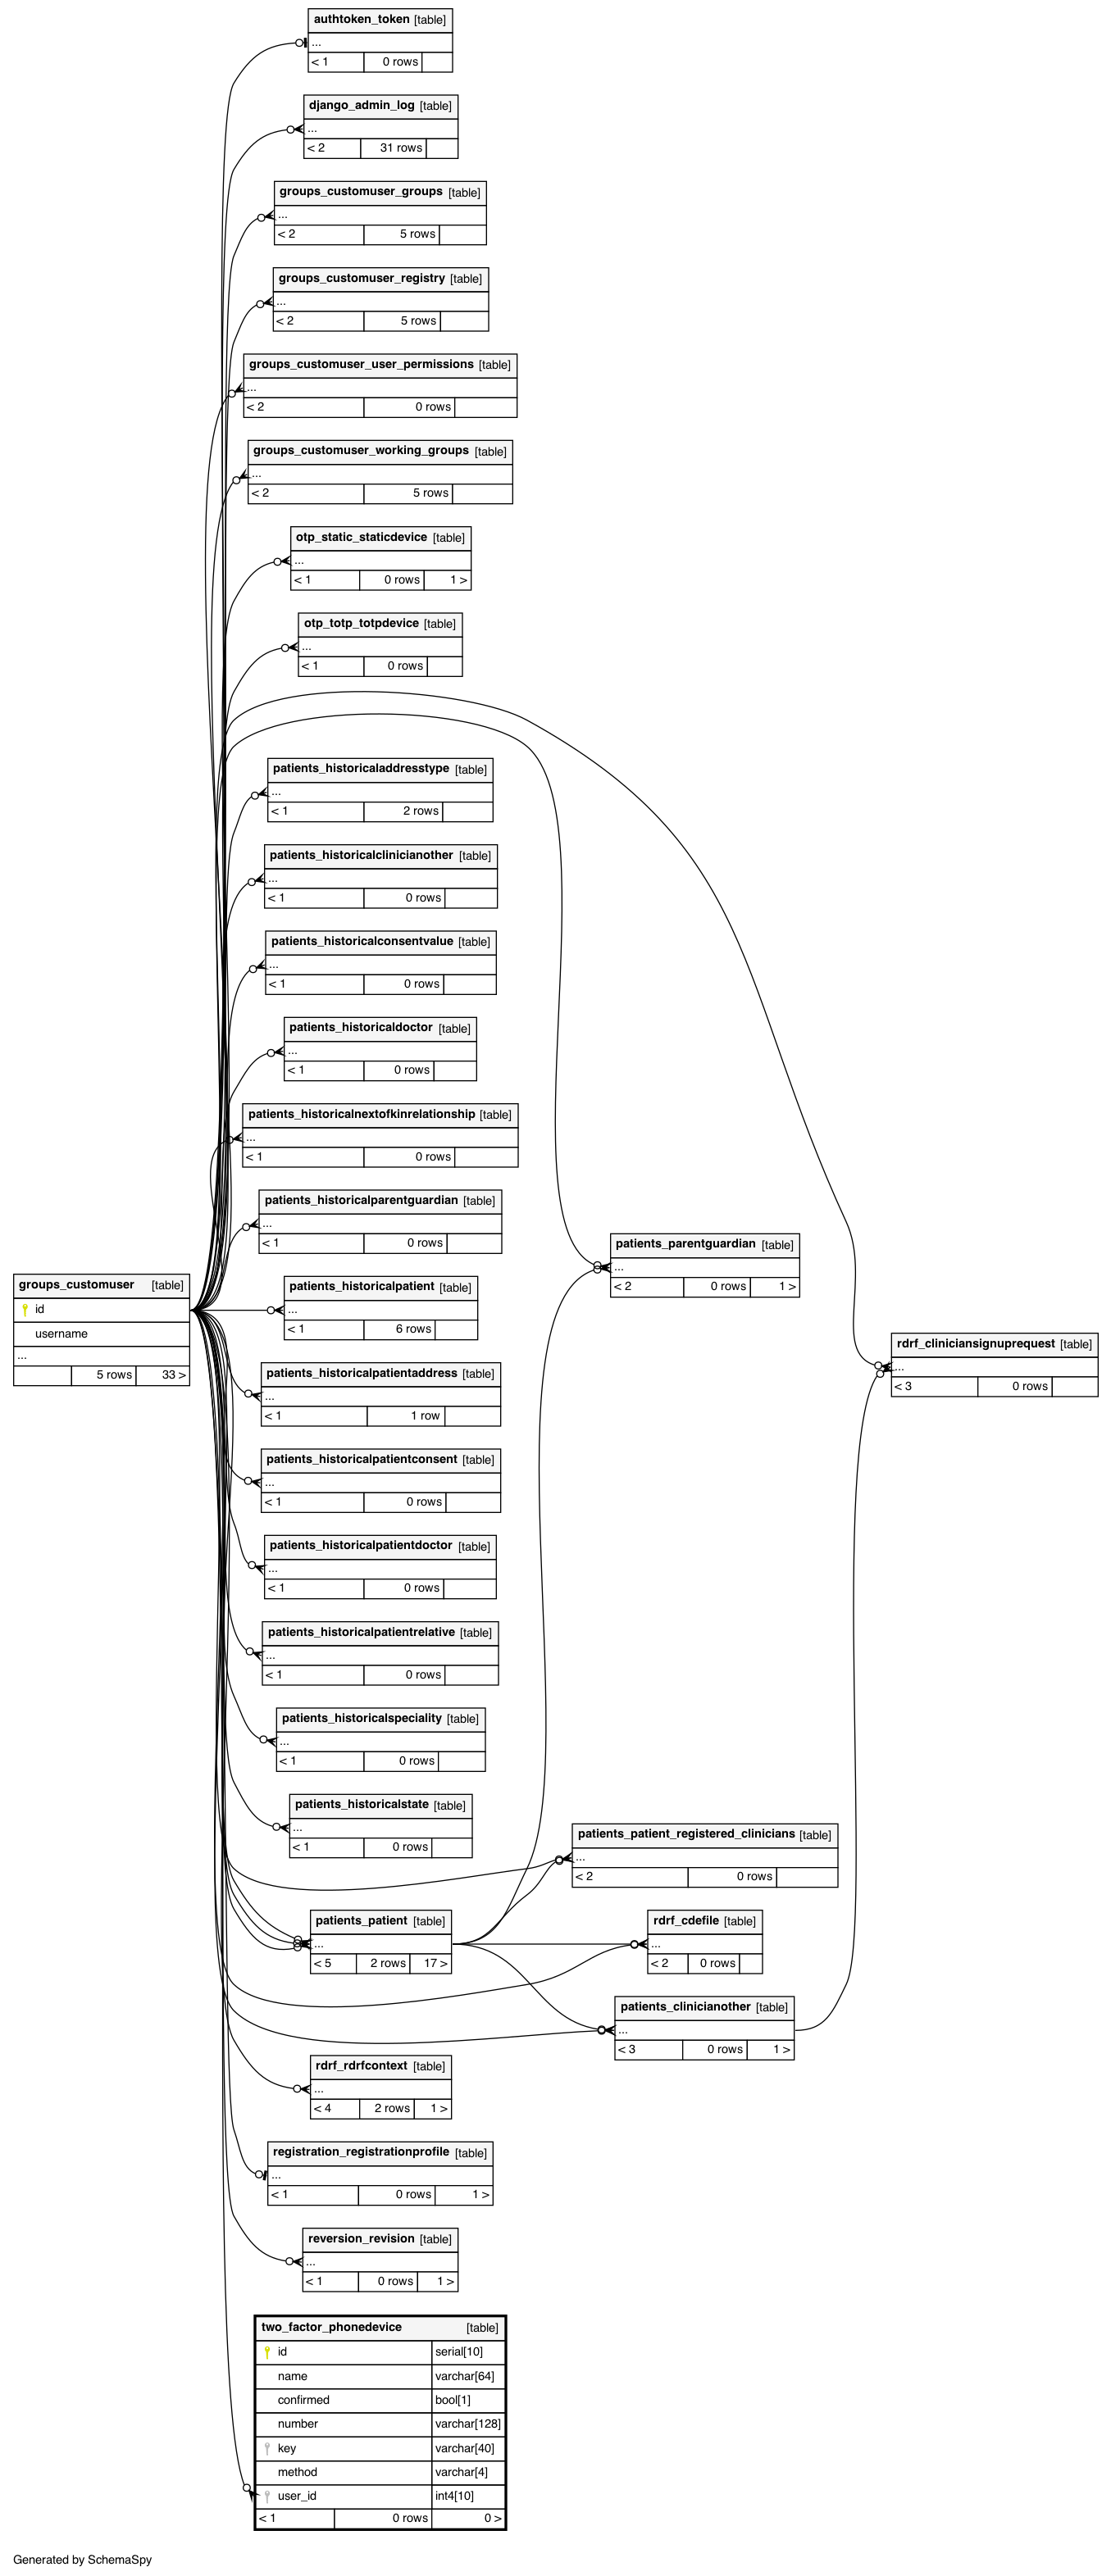 authtoken_token [table]
...
< 1 0 rows
django_admin_log [table]
...
< 2 31 rows
groups_customuser_groups [table]
...
< 2 5 rows
groups_customuser_registry [table]
...
< 2 5 rows
groups_customuser_user_permissions [table]
...
< 2 0 rows
groups_customuser_working_groups [table]
...
< 2 5 rows
otp_static_staticdevice [table]
...
< 1 0 rows 1 >
otp_totp_totpdevice [table]
...
< 1 0 rows
patients_historicaladdresstype [table]
...
< 1 2 rows
patients_historicalclinicianother [table]
...
< 1 0 rows
patients_historicalconsentvalue [table]
...
< 1 0 rows
patients_historicaldoctor [table]
...
< 1 0 rows
patients_historicalnextofkinrelationship [table]
...
< 1 0 rows
patients_historicalparentguardian [table]
...
< 1 0 rows
patients_parentguardian [table]
...
< 2 0 rows 1 >
groups_customuser [table]
id
username
...
5 rows 33 >
patients_historicalpatient [table]
...
< 1 6 rows
rdrf_cliniciansignuprequest [table]
...
< 3 0 rows
patients_historicalpatientaddress [table]
...
< 1 1 row
patients_historicalpatientconsent [table]
...
< 1 0 rows
patients_historicalpatientdoctor [table]
...
< 1 0 rows
patients_historicalpatientrelative [table]
...
< 1 0 rows
patients_historicalspeciality [table]
...
< 1 0 rows
patients_historicalstate [table]
...
< 1 0 rows
patients_patient_registered_clinicians [table]
...
< 2 0 rows
patients_patient [table]
...
< 5 2 rows 17 >
rdrf_cdefile [table]
...
< 2 0 rows
patients_clinicianother [table]
...
< 3 0 rows 1 >
rdrf_rdrfcontext [table]
...
< 4 2 rows 1 >
registration_registrationprofile [table]
...
< 1 0 rows 1 >
reversion_revision [table]
...
< 1 0 rows 1 >
two_factor_phonedevice [table]
id serial[10]
name varchar[64]
confirmed bool[1]
number varchar[128]
key varchar[40]
method varchar[4]
user_id int4[10]
< 1 0 rows 0 >
Generated by SchemaSpy